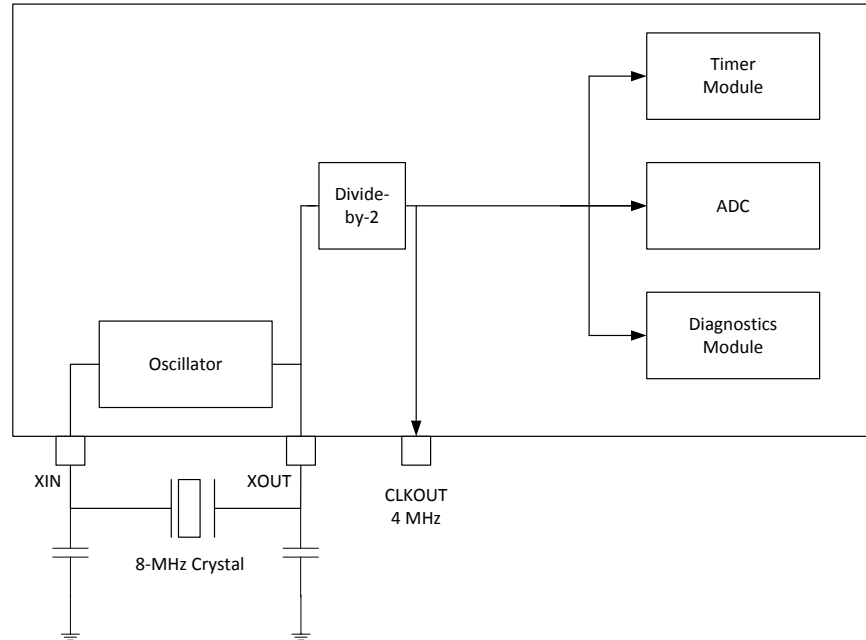 Timer
Module
Divide-
by-2
ADC
Diagnostics
Module
Oscillator
XIN
XOUT
CLKOUT
4 MHz
8-MHz Crystal